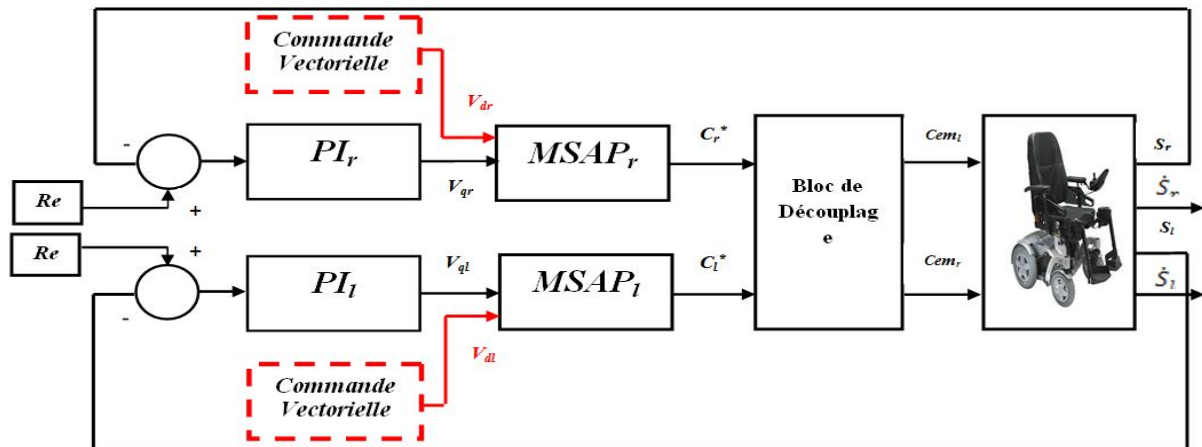 Commande
Vectorielle
V_dr
-
PI_r
MSAP_r
C_r*
Cem_l
S_r
Re
+
V_qr
Bloc de
Découplag
e
Ṡ_r
Re
+
V_ql
S_l
PI_l
MSAP_l
C_l*
Cem_r
Ṡ_l
-
V_dl
Commande
Vectorielle